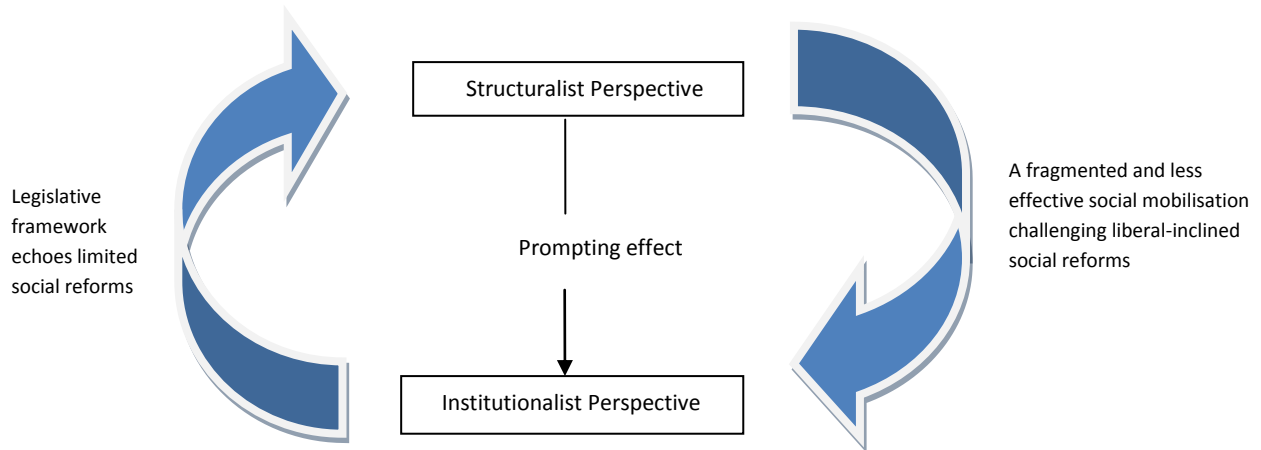 Structuralist Perspective
Legislative
framework
echoes limited
social reforms
Prompting effect
A fragmented and less
effective social mobilisation
challenging liberal-inclined
social reforms
Institutionalist Perspective